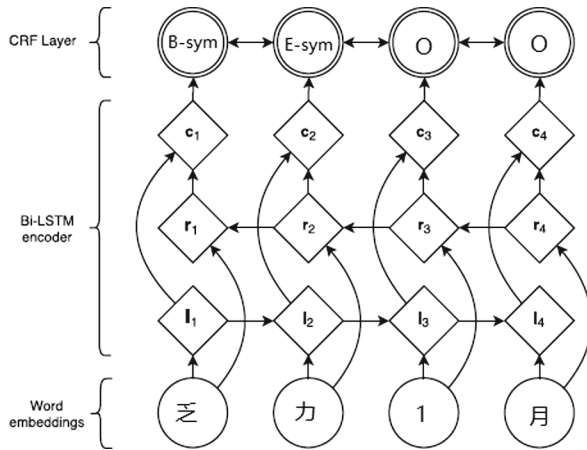 CRF Layer
B-sym
E-sym
O
O
Bi-LSTM
encoder
c1
c2
c3
c4
r1
r2
r3
r4
l1
l2
l3
l4
Word
embeddings
乏
力
1
月